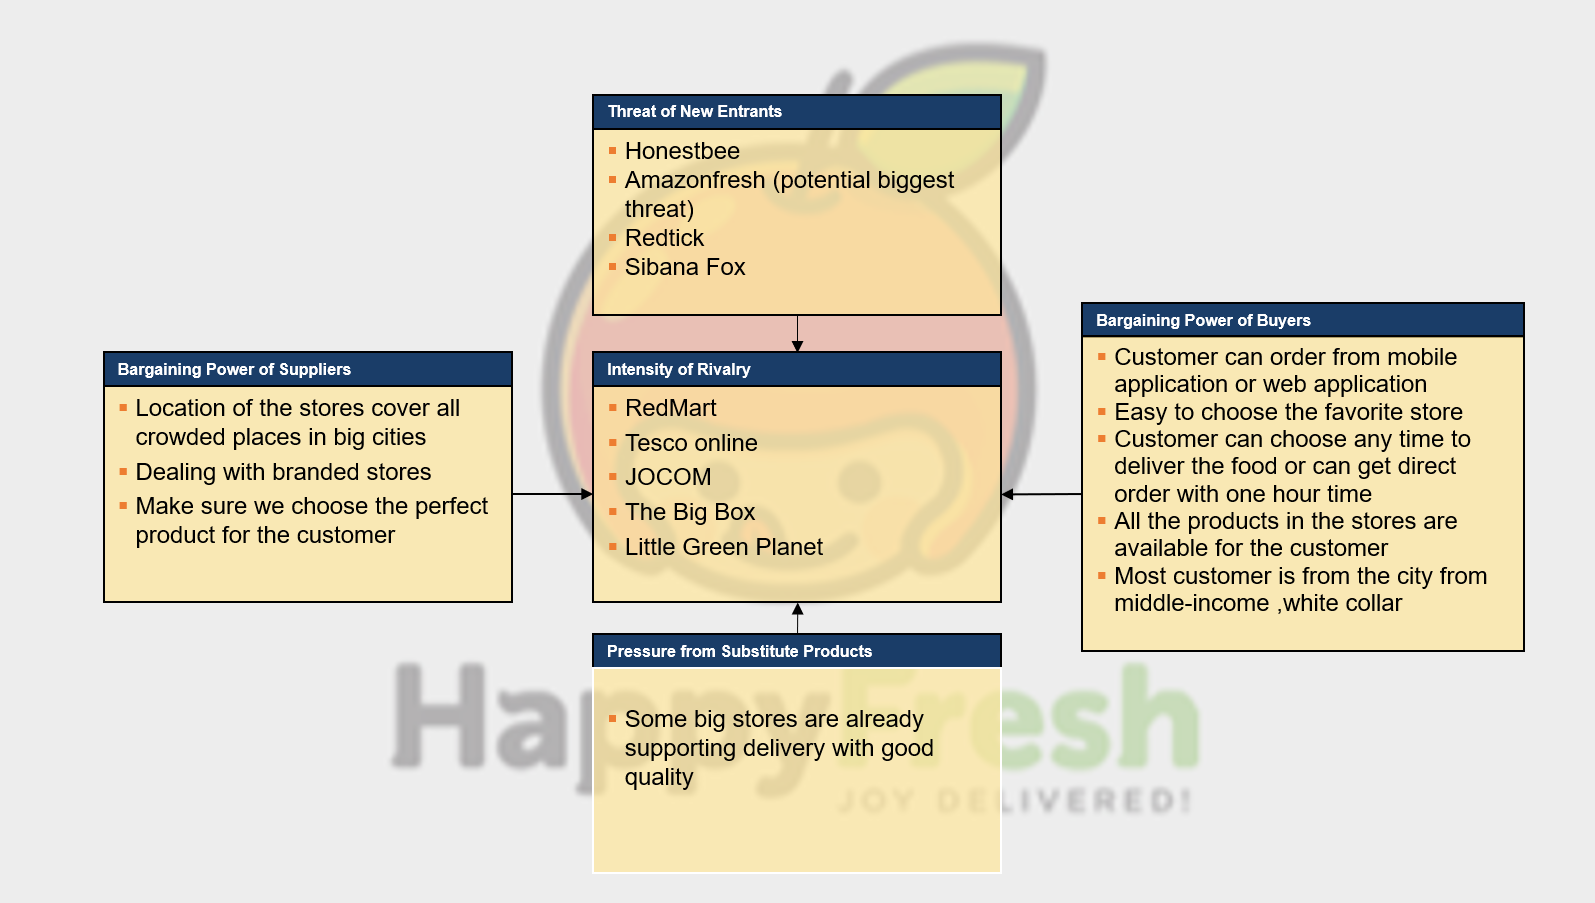 Threat of New Entrants
Honestbee
Amazonfresh (potential biggest
threat)
Redtick
Sibana Fox
Bargaining Power of Suppliers
Location of the stores cover all
crowded places in big cities
Dealing with branded stores
Make sure we choose the perfect
product for the customer
Intensity of Rivalry
RedMart
Tesco online
JOCOM
The Big Box
Little Green Planet
Bargaining Power of Buyers
Customer can order from mobile
application or web application
Easy to choose the favorite store
Customer can choose any time to
deliver the food or can get direct
order with one hour time
All the products in the stores are
available for the customer
Most customer is from the city from
middle-income ,white collar
Pressure from Substitute Products
Some big stores are already
supporting delivery with good
quality
HappyFresh
JOY DELIVERED!